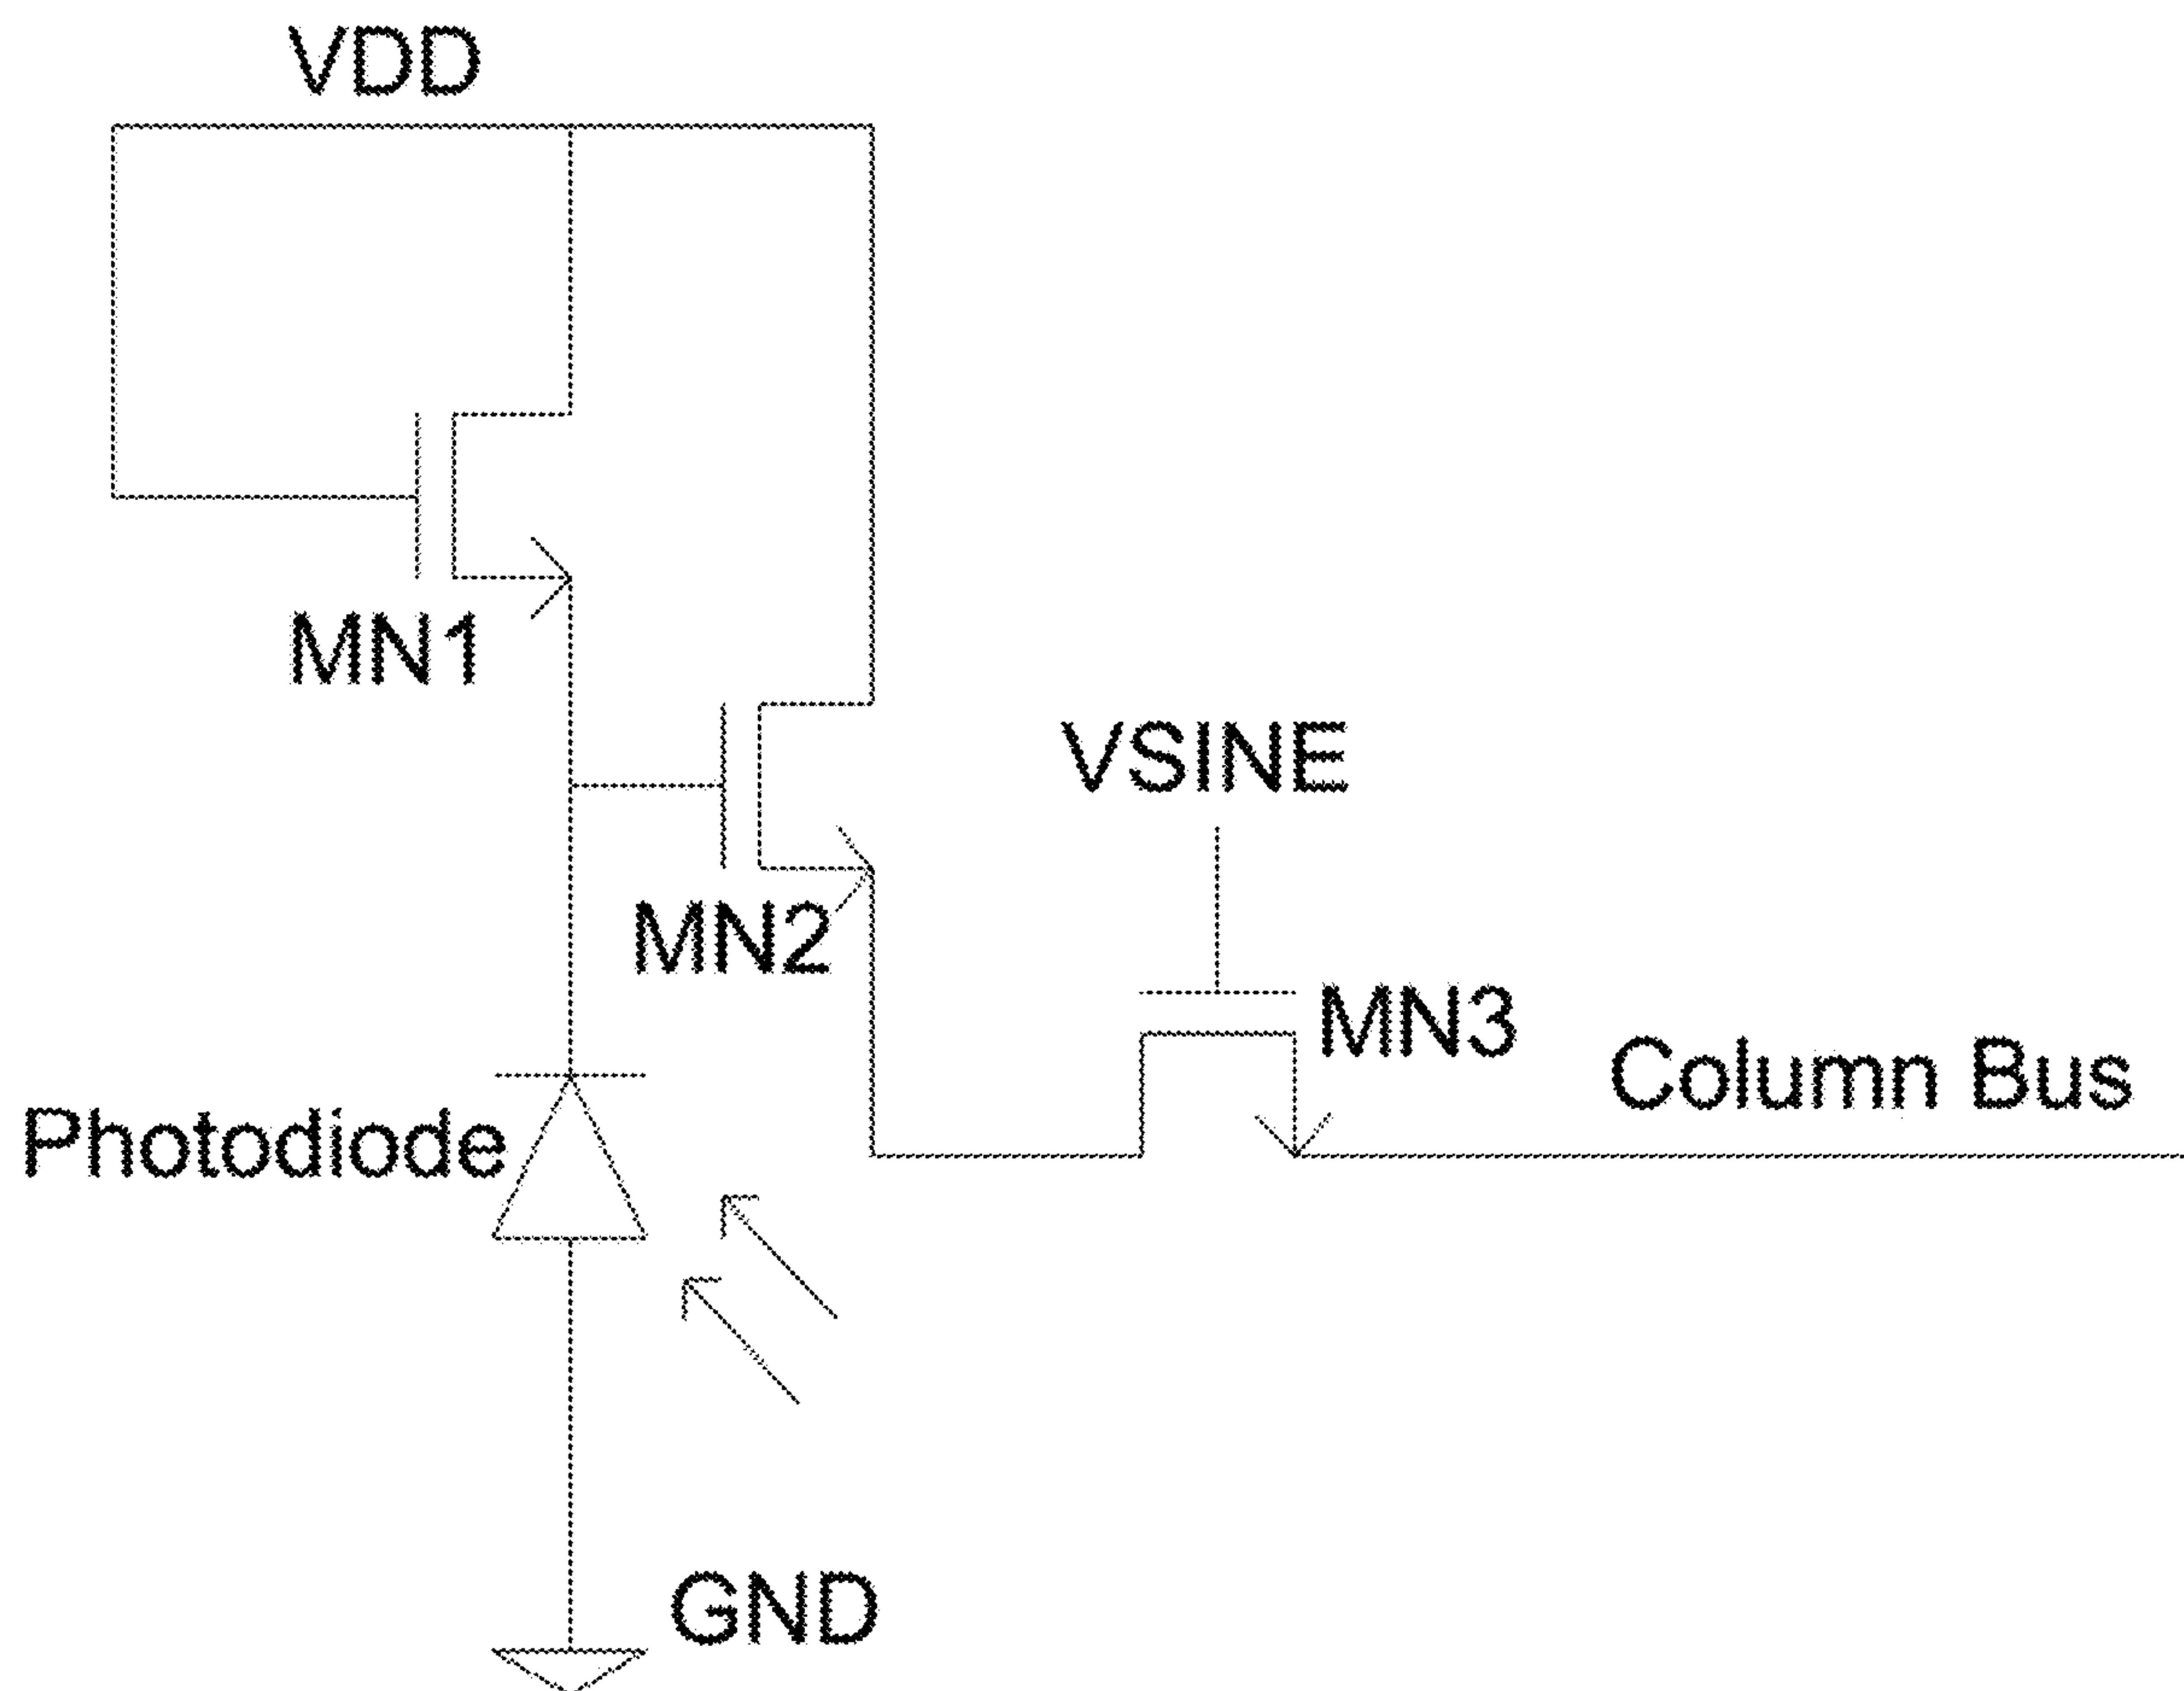 VDD
MN1
VSINE
MN2
MN3
Column Bus
Photodiode
GND